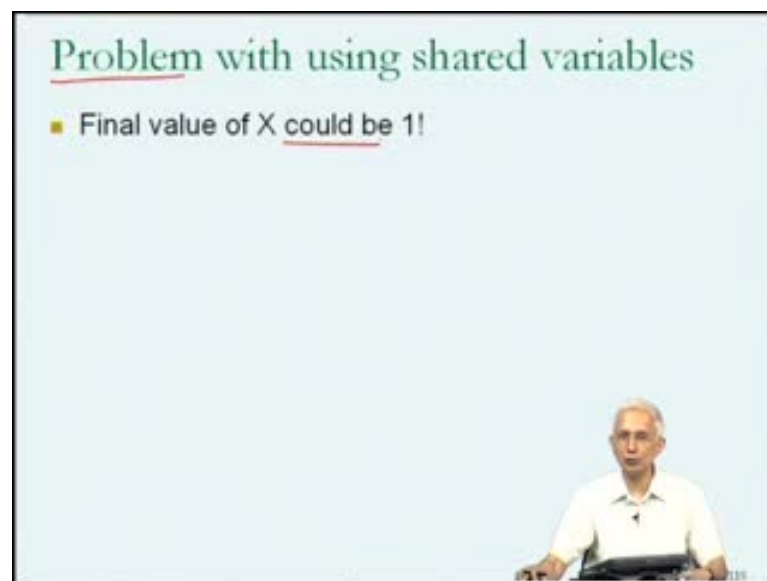 Problem with using shared variables
Final value of X could be 1!